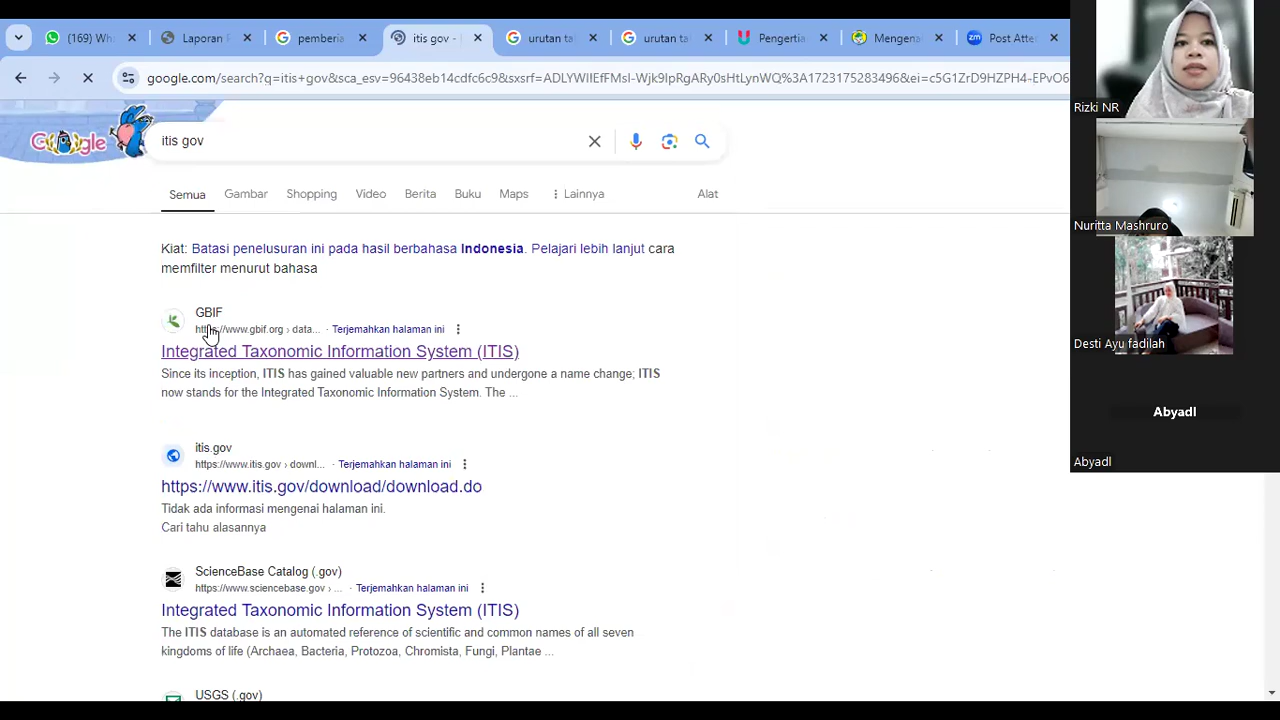 (169) Wh
Laporan
pemberia
itis gov -
urutan ta
urutan ta
Pengertia
Mengena
zm Post Atte
google.com/search?q=itis+gov&sca_esv=96438eb14cdfc6c9&sxsrf=
Google
itis gov
Semua
Gambar
Shopping
Video
Berita
Buku
Maps
Lainnya
Alat
Kiat: Batasi penelusuran ini pada hasil berbahasa Indonesia. Pelajari lebih lanjut cara
memfilter menurut bahasa
GBIF
https://www.gbif.org › data... · Terjemahkan halaman ini
Integrated Taxonomic Information System (ITIS)
Since its inception, ITIS has gained valuable new partners and undergone a name change; ITIS
now stands for the Integrated Taxonomic Information System. The ...
itis.gov
https://www.itis.gov › downl... · Terjemahkan halaman ini
https://www.itis.gov/download/download.do
Tidak ada informasi mengenai halaman ini.
Cari tahu alasannya
ScienceBase Catalog (.gov)
https://www.sciencebase.gov › ... · Terjemahkan halaman ini
Integrated Taxonomic Information System (ITIS)
The ITIS database is an automated reference of scientific and common names of all seven
kingdoms of life (Archaea, Bacteria, Protozoa, Chromista, Fungi, Plantae ...
USGS (.gov)
Rizki NR
Nuritta Mashruro
Desti Ayu fadilah
Abyadl
Abyadl